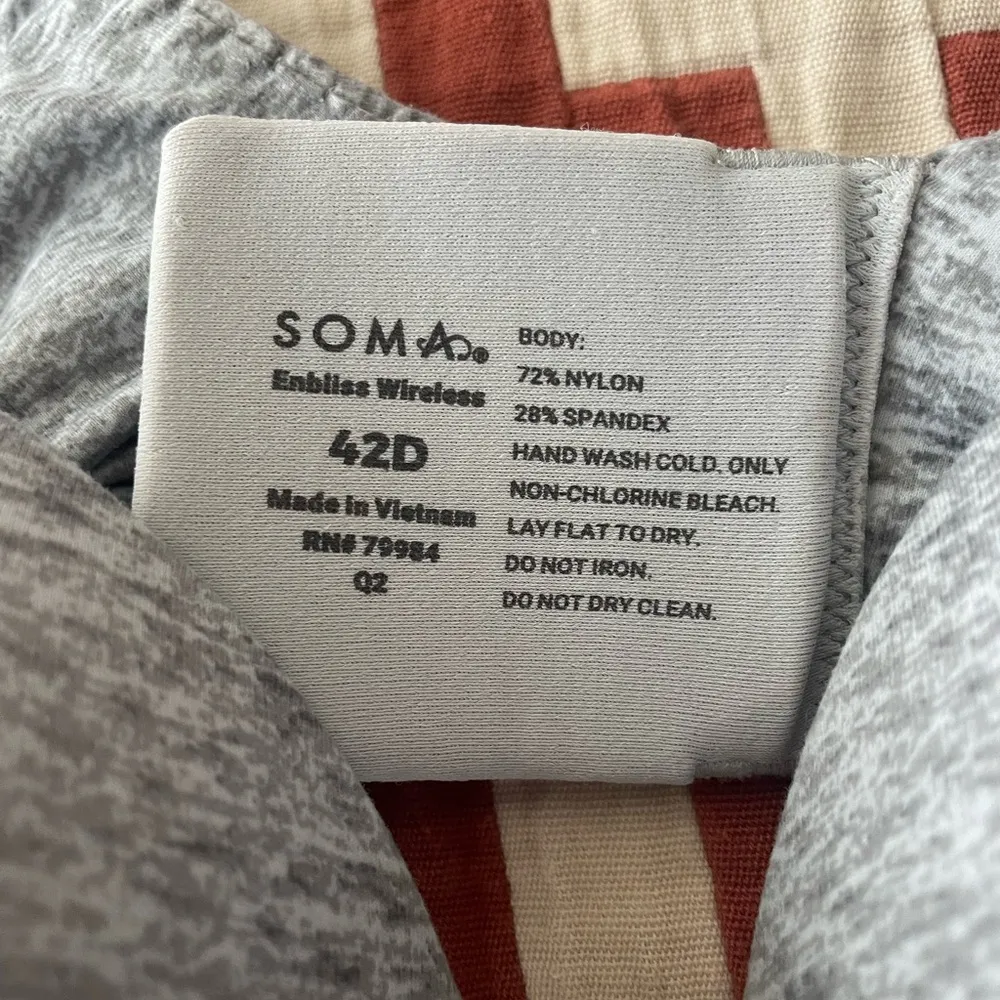 SOMA®
Enbliss Wireless
42D
Made in Vietnam
RN# 79984
Q2
BODY:
72% NYLON
28% SPANDEX
HAND WASH COLD. ONLY
NON-CHLORINE BLEACH.
LAY FLAT TO DRY.
DO NOT IRON.
DO NOT DRY CLEAN.